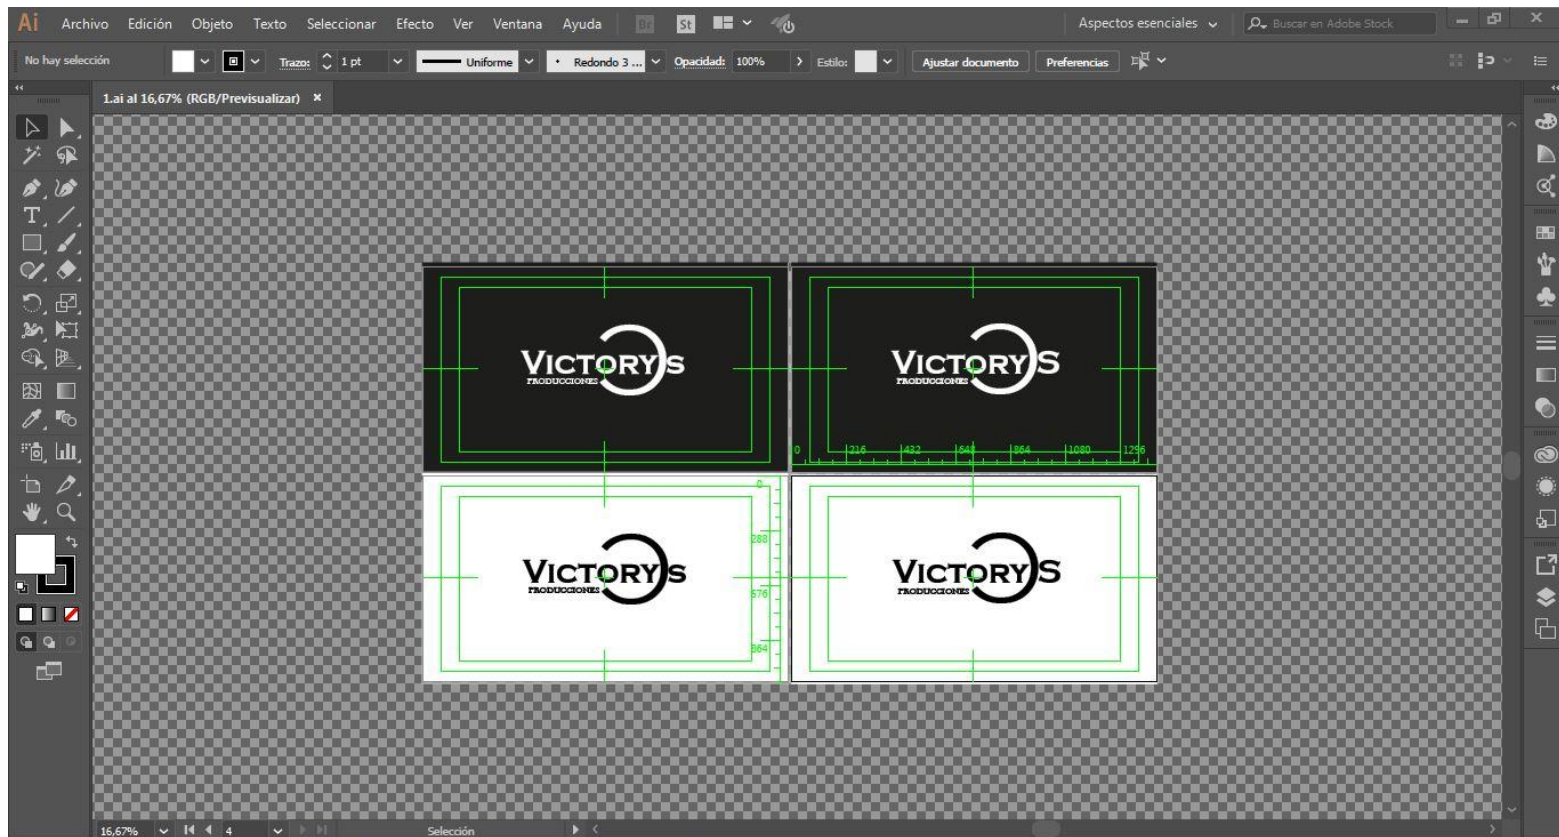 Ai Archivo Edición Objeto Texto Seleccionar Efecto Ver Ventana Ayuda Br St Aspectos esenciales Buscar en Adobe Stock
No hay selección Trazo: 1 pt Uniforme Redondo 3 ... Opacidad: 100% Estilo: Ajustar documento Preferencias
1.ai al 16,67% (RGB/Previsualizar)
VICTORY'S VICTORY'S
PRODUCCIONES PRODUCCIONES
0 216 432 648 864 1080 1296
0
288
VICTORY'S VICTORY'S
PRODUCCIONES PRODUCCIONES
576
864
16,67% 4 Selección